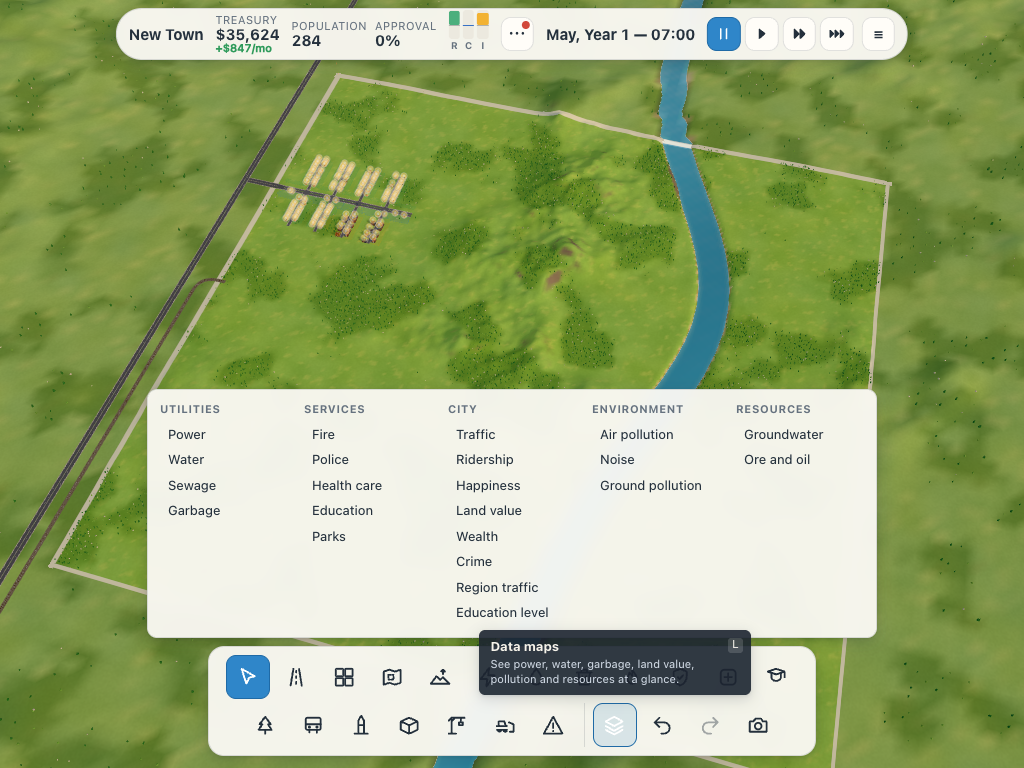 New Town
TREASURY
$35,624
+$847/mo
POPULATION
284
APPROVAL
0%
R C I
May, Year 1 — 07:00
UTILITIES
Power
Water
Sewage
Garbage
SERVICES
Fire
Police
Health care
Education
Parks
CITY
Traffic
Ridership
Happiness
Land value
Wealth
Crime
Region traffic
Education level
ENVIRONMENT
Air pollution
Noise
Ground pollution
RESOURCES
Groundwater
Ore and oil
Data maps L
See power, water, garbage, land value,
pollution and resources at a glance.